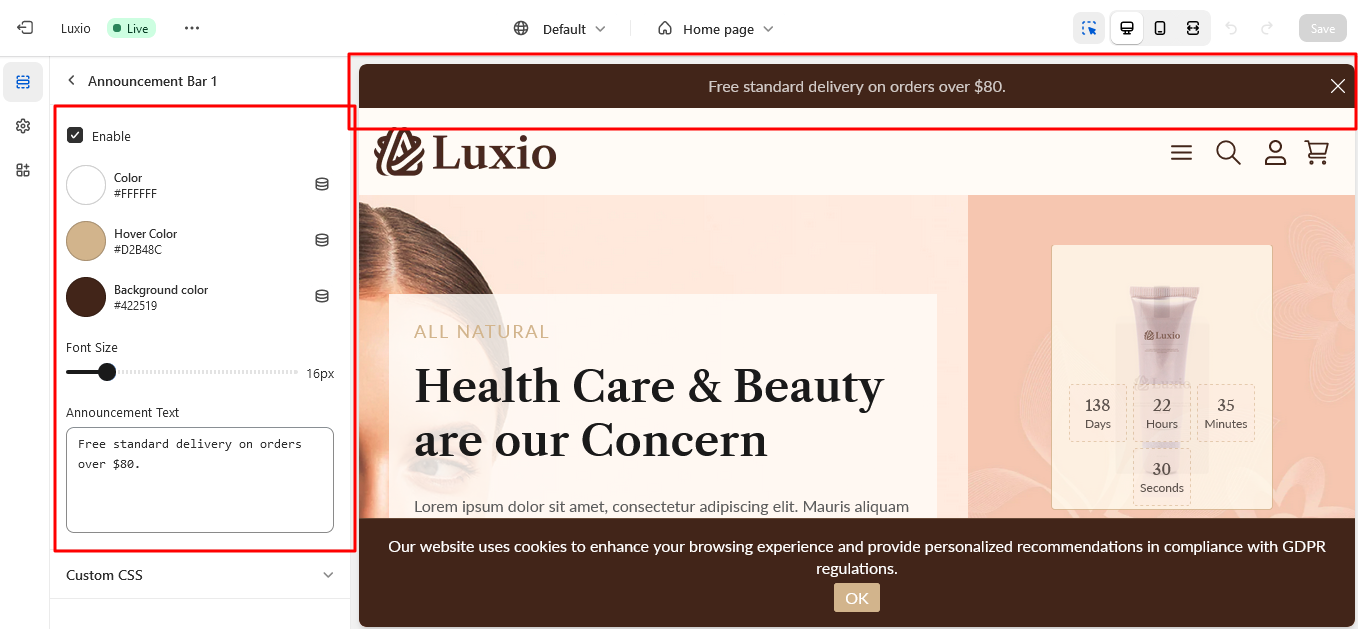 Luxio
Live
Default
Home page
Save
Announcement Bar 1
Enable
Color
#FFFFFF
Hover Color
#D2B48C
Background color
#422519
Font Size
16px
Announcement Text
Free standard delivery on orders
over $80.
Custom CSS
Free standard delivery on orders over $80.
Luxio
ALL NATURAL
Health Care & Beauty
are our Concern
Lorem ipsum dolor sit amet, consectetur adipiscing elit. Mauris aliquam
Luxio
138
Days
22
Hours
35
Minutes
30
Seconds
Our website uses cookies to enhance your browsing experience and provide personalized recommendations in compliance with GDPR
regulations.
OK